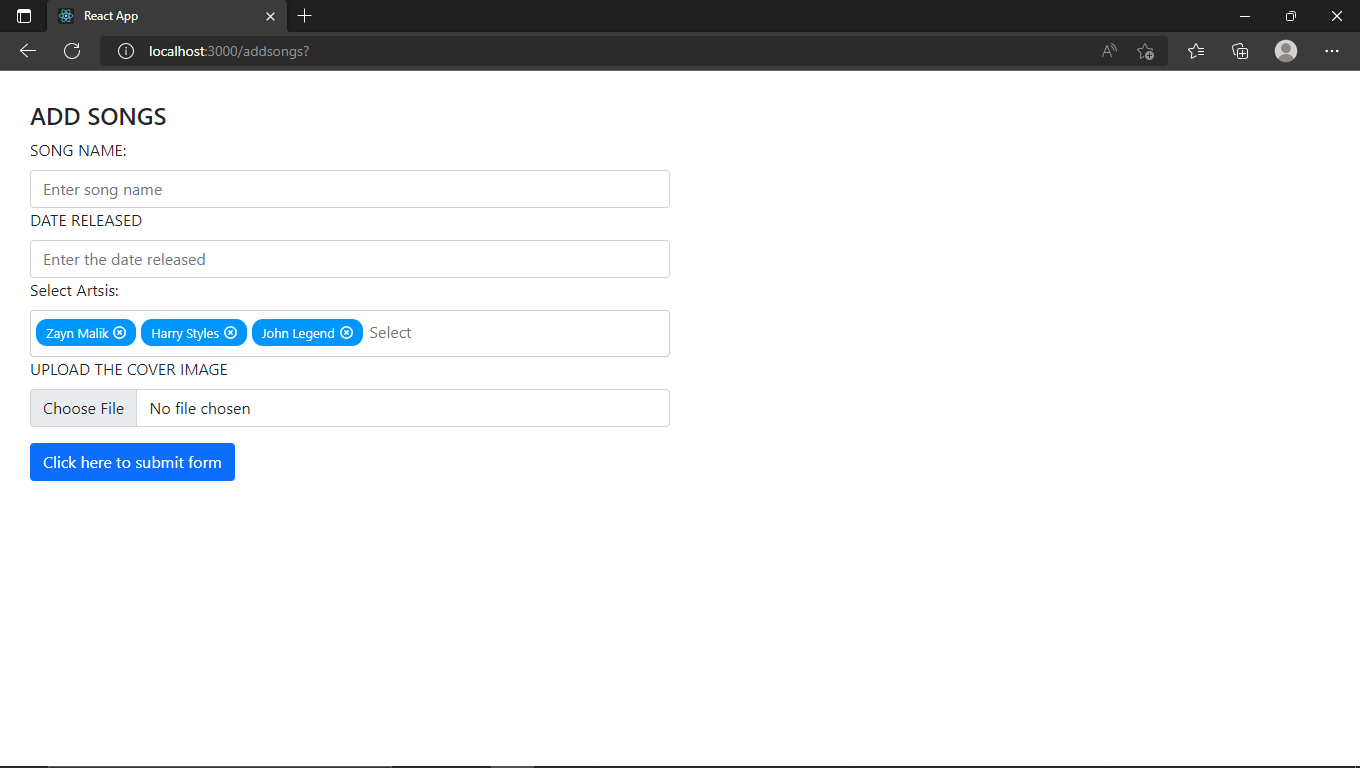 React App
localhost:3000/addsongs?
ADD SONGS
SONG NAME:
Enter song name
DATE RELEASED
Enter the date released
Select Artsis:
Zayn Malik Harry Styles John Legend Select
UPLOAD THE COVER IMAGE
Choose File No file chosen
Click here to submit form